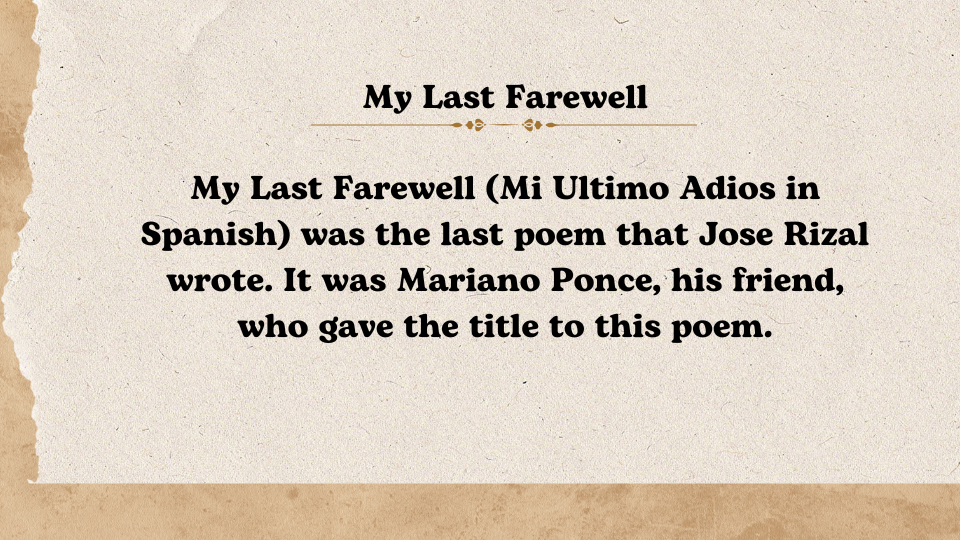 My Last Farewell
My Last Farewell (Mi Ultimo Adios in
Spanish) was the last poem that Jose Rizal
wrote. It was Mariano Ponce, his friend,
who gave the title to this poem.